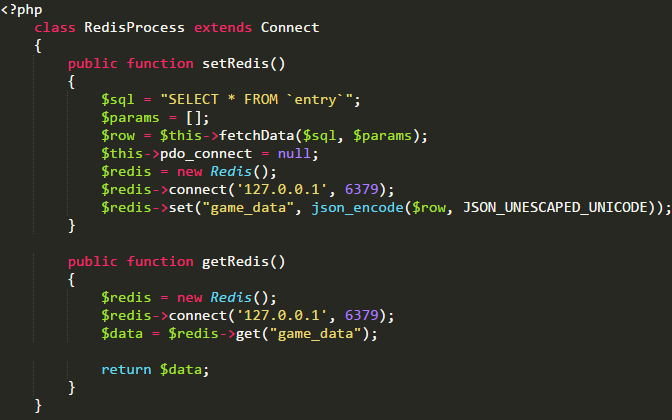 <?php
    class RedisProcess extends Connect
    {
        public function setRedis()
        {
            $sql = "SELECT * FROM `entry`";
            $params = [];
            $row = $this->fetchData($sql, $params);
            $this->pdo_connect = null;
            $redis = new Redis();
            $redis->connect('127.0.0.1', 6379);
            $redis->set("game_data", json_encode($row, JSON_UNESCAPED_UNICODE));
        }

        public function getRedis()
        {
            $redis = new Redis();
            $redis->connect('127.0.0.1', 6379);
            $data = $redis->get("game_data");

            return $data;
        }
    }